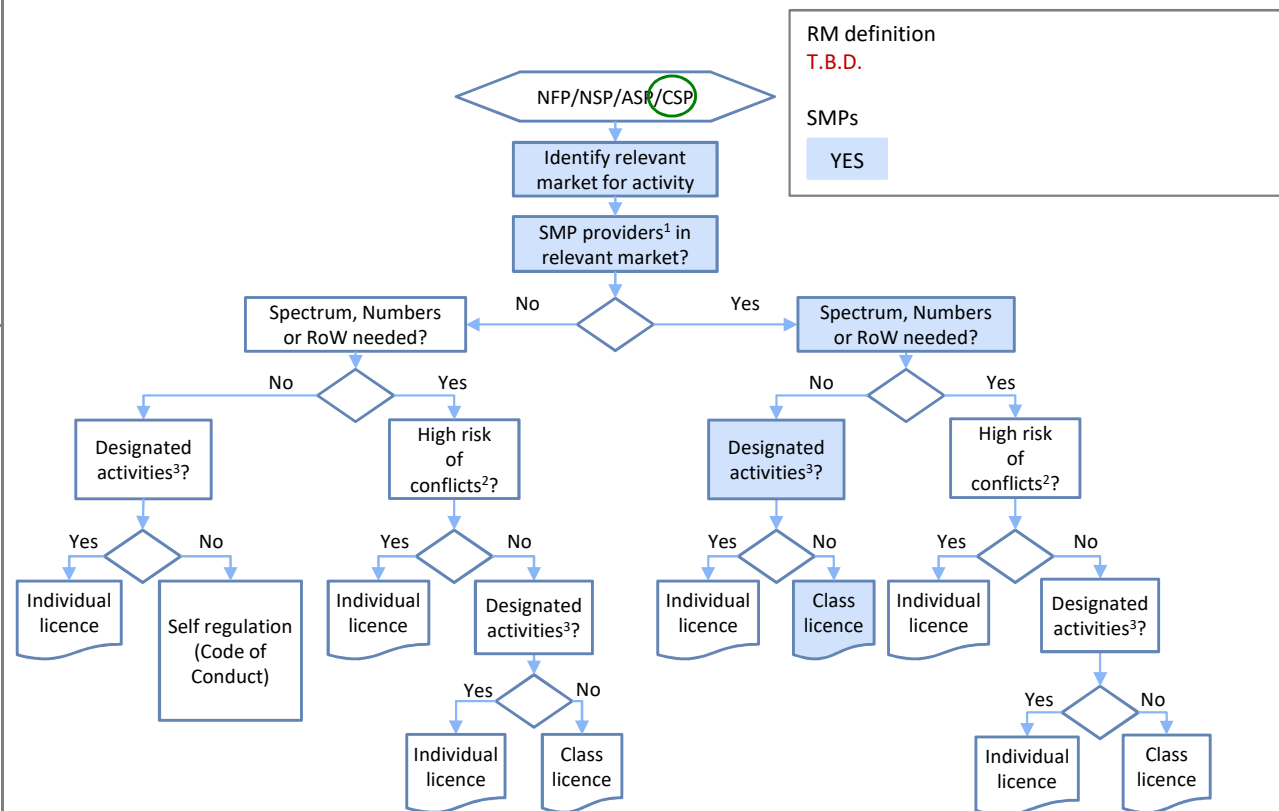 RM definition
T.B.D.
SMPs
YES
NFP/NSP/ASP/CSP
Identify relevant
market for activity
SMP providers¹ in
relevant market?
No
Yes
Spectrum, Numbers
or RoW needed?
Spectrum, Numbers
or RoW needed?
No
Yes
No
Yes
Designated
activities³?
High risk
of
conflicts²?
Designated
activities³?
High risk
of
conflicts²?
Yes
No
Yes
No
Yes
No
Yes
No
Individual
licence
Self regulation
(Code of
Conduct)
Individual
licence
Designated
activities³?
Individual
licence
Class
licence
Individual
licence
Designated
activities³?
Yes
No
Yes
No
Individual
licence
Class
licence
Individual
licence
Class
licence